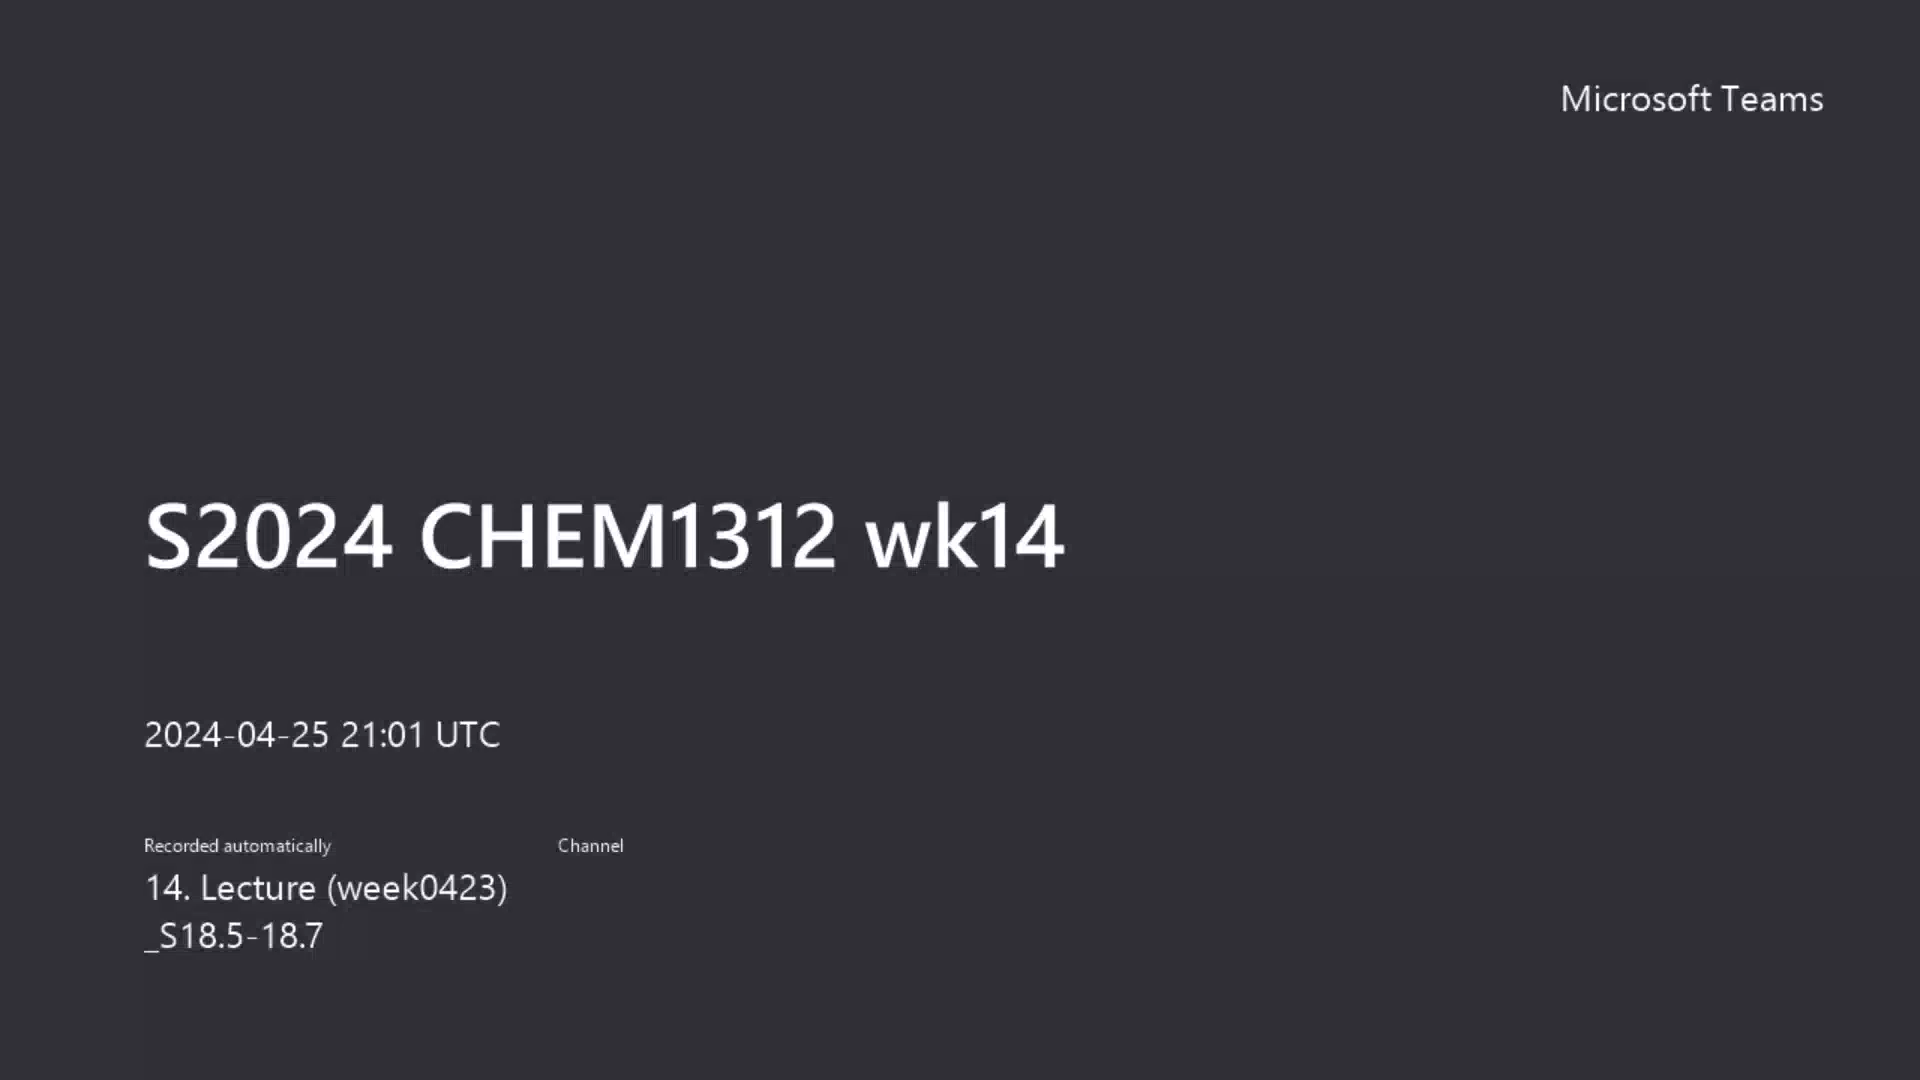 Microsoft Teams
S2024 CHEM1312 wk14
2024-04-25 21:01 UTC
Recorded automatically
Channel
14. Lecture (week0423)
_S18.5-18.7